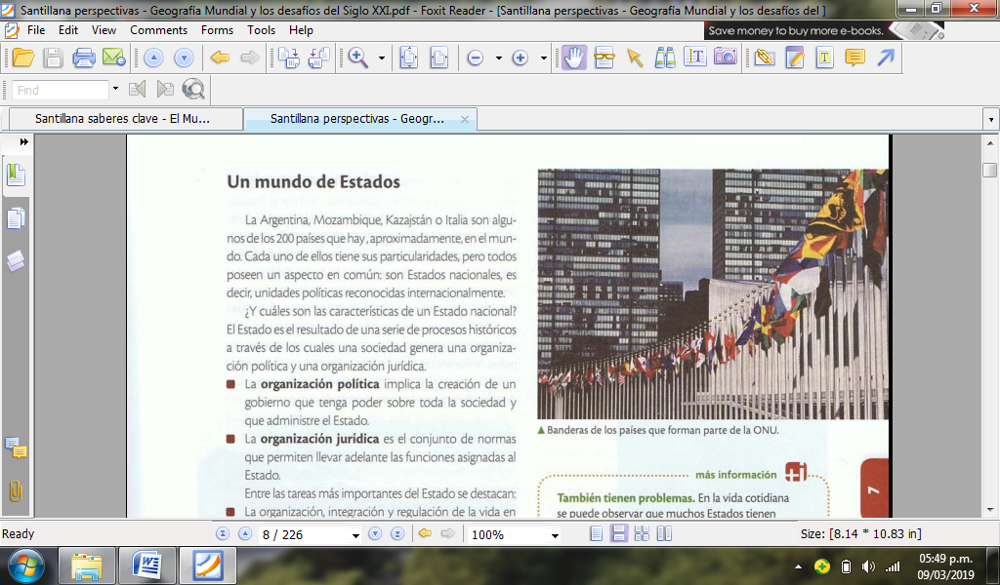 Santillana perspectivas - Geografía Mundial y los desafíos del Siglo XXI.pdf - Foxit Reader - [Santillana perspectivas - Geografía Mundial y los desafíos del ]
File Edit View Comments Forms Tools Help
Save money to buy more e-books.
Find
Santillana saberes clave - El Mu...
Santillana perspectivas - Geogr...
Un mundo de Estados
La Argentina, Mozambique, Kazajstán o Italia son algu-
nos de los 200 países que hay, aproximadamente, en el mun-
do. Cada uno de ellos tiene sus particularidades, pero todos
poseen un aspecto en común: son Estados nacionales, es
decir, unidades políticas reconocidas internacionalmente.
¿Y cuáles son las características de un Estado nacional?
El Estado es el resultado de una serie de procesos históricos
a través de los cuales una sociedad genera una organiza-
ción política y una organización jurídica.
La organización política implica la creación de un
gobierno que tenga poder sobre toda la sociedad y
que administre el Estado.
La organización jurídica es el conjunto de normas
que permiten llevar adelante las funciones asignadas al
Estado.
Entre las tareas más importantes del Estado se destacan:
La organización, integración y regulación de la vida en
Banderas de los países que forman parte de la ONU.
más información +i
También tienen problemas. En la vida cotidiana
se puede observar que muchos Estados tienen
7
Ready
8 / 226
100%
Size: [8.14 * 10.83 in]
05:49 p.m.
09/03/2019